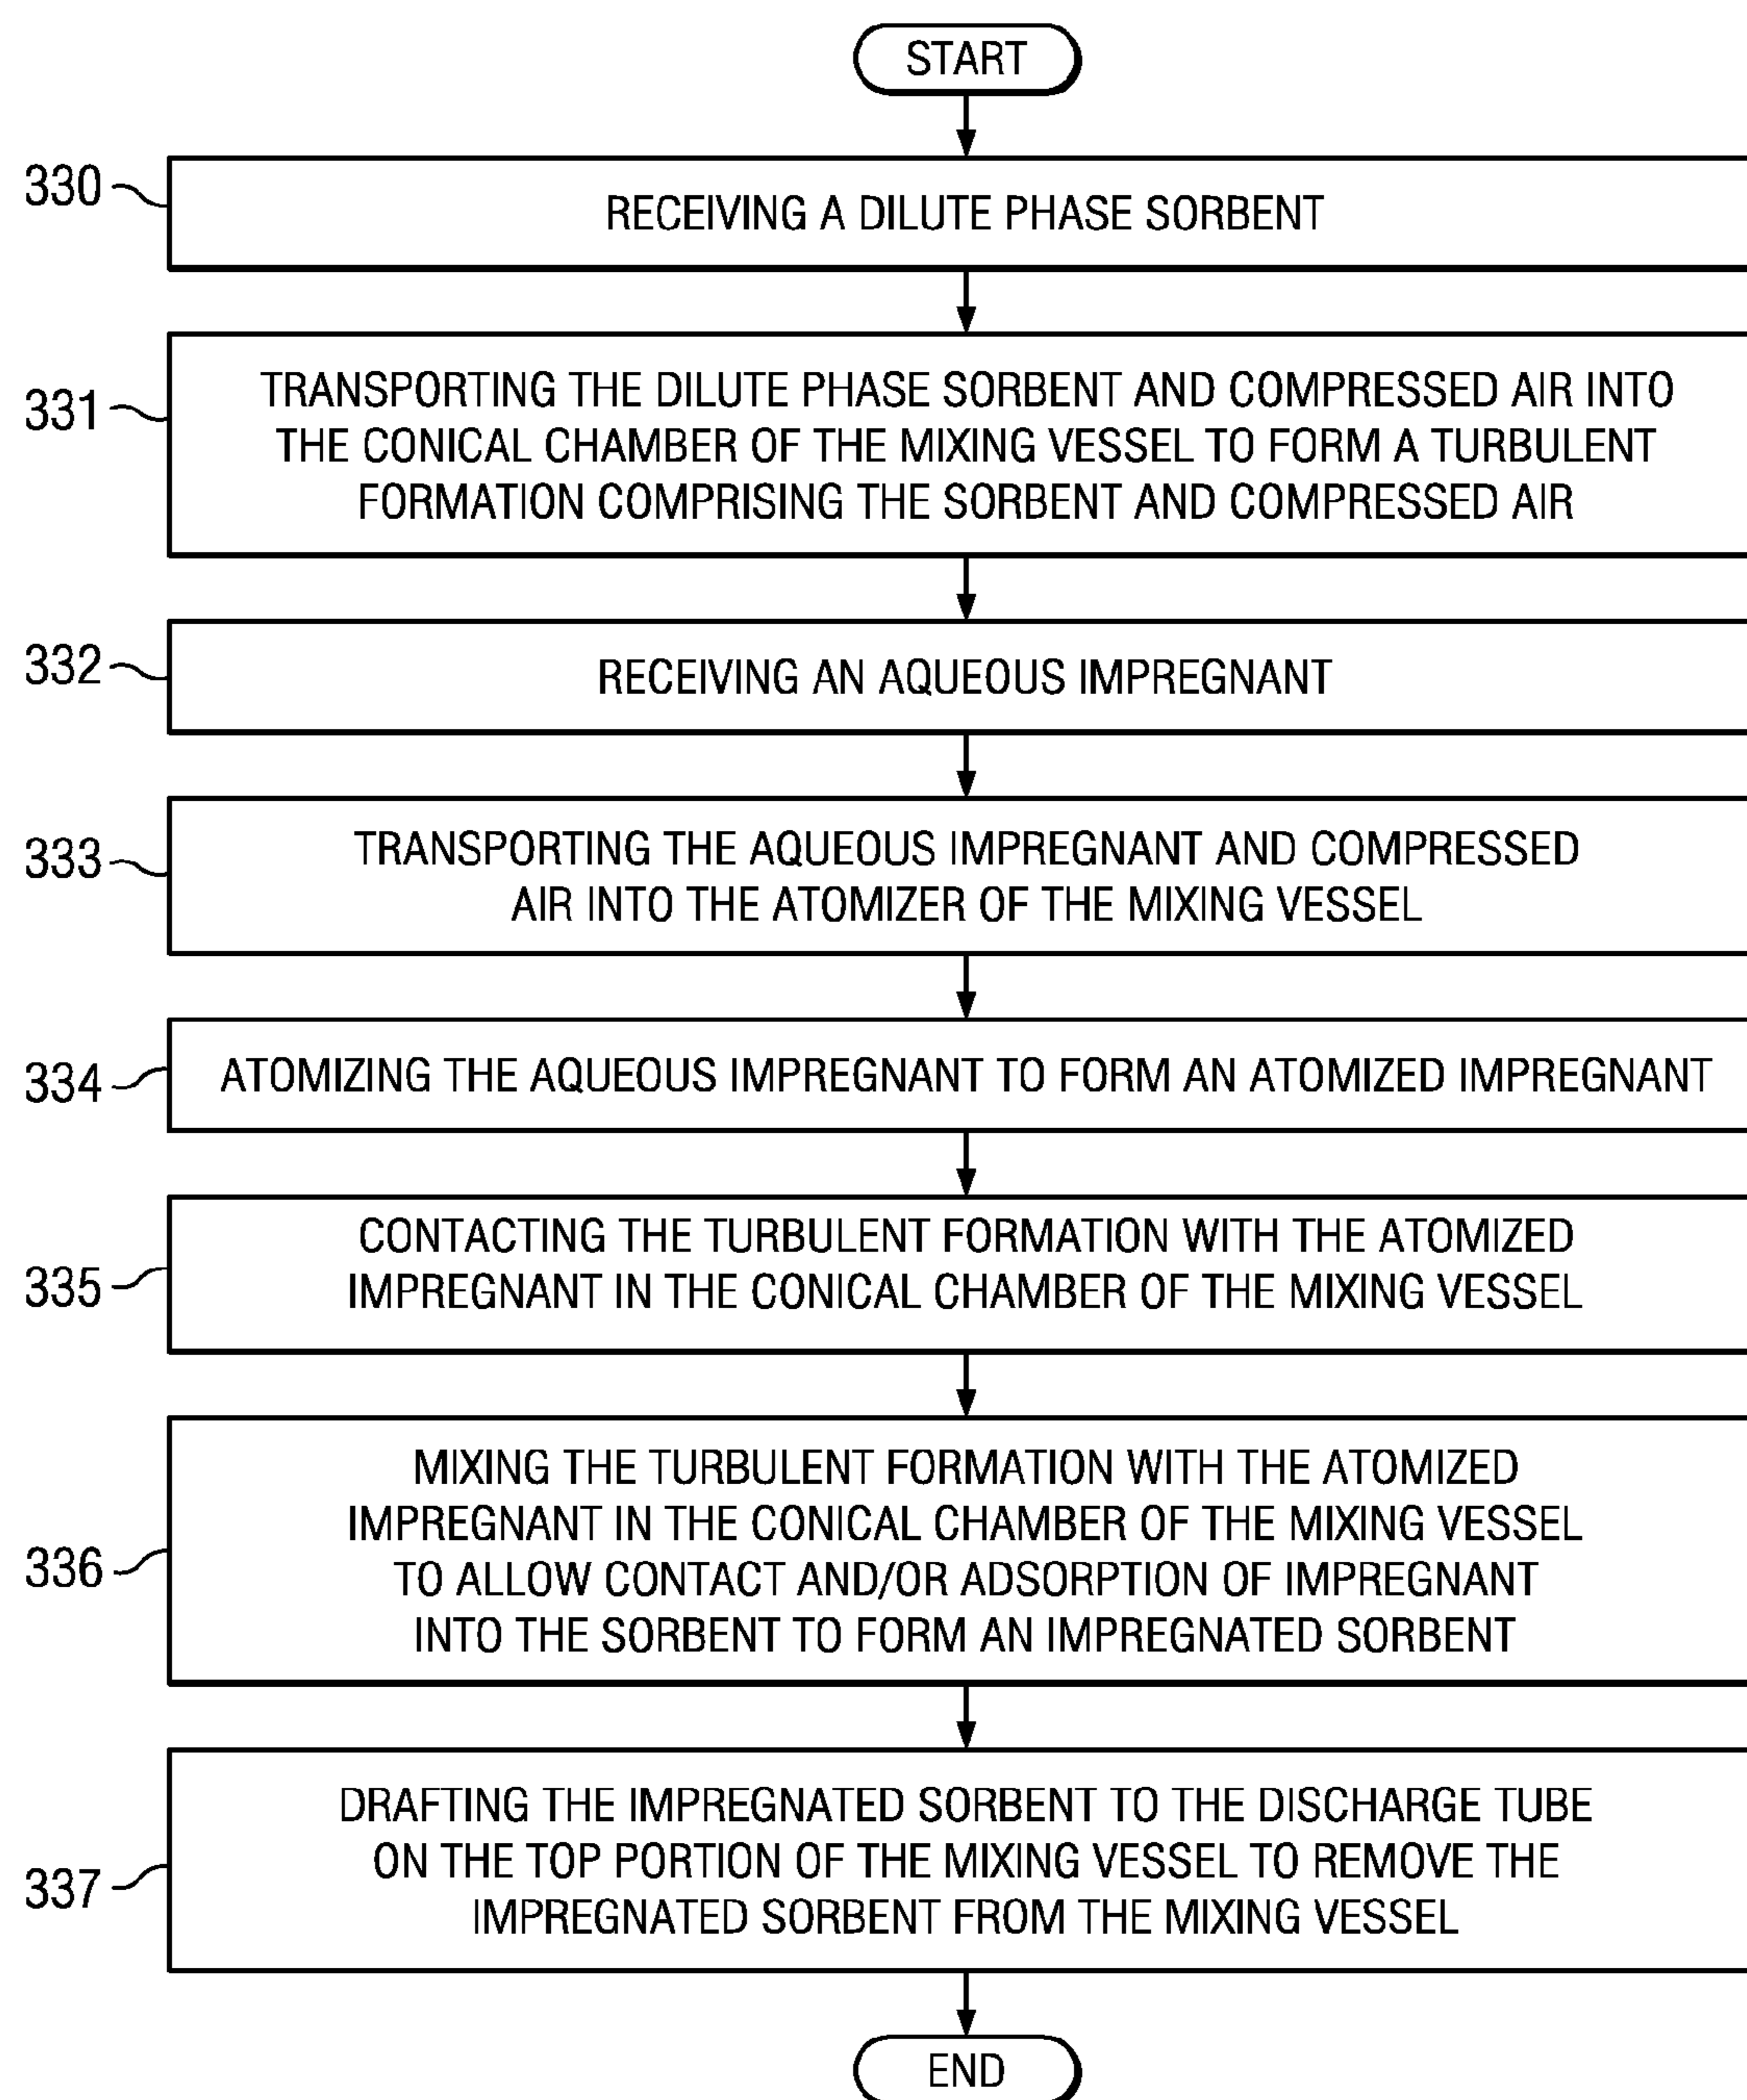 START
330
RECEIVING A DILUTE PHASE SORBENT
331
TRANSPORTING THE DILUTE PHASE SORBENT AND COMPRESSED AIR INTO
THE CONICAL CHAMBER OF THE MIXING VESSEL TO FORM A TURBULENT
FORMATION COMPRISING THE SORBENT AND COMPRESSED AIR
332
RECEIVING AN AQUEOUS IMPREGNANT
333
TRANSPORTING THE AQUEOUS IMPREGNANT AND COMPRESSED
AIR INTO THE ATOMIZER OF THE MIXING VESSEL
334
ATOMIZING THE AQUEOUS IMPREGNANT TO FORM AN ATOMIZED IMPREGNANT
335
CONTACTING THE TURBULENT FORMATION WITH THE ATOMIZED
IMPREGNANT IN THE CONICAL CHAMBER OF THE MIXING VESSEL
336
MIXING THE TURBULENT FORMATION WITH THE ATOMIZED
IMPREGNANT IN THE CONICAL CHAMBER OF THE MIXING VESSEL
TO ALLOW CONTACT AND/OR ADSORPTION OF IMPREGNANT
INTO THE SORBENT TO FORM AN IMPREGNATED SORBENT
337
DRAFTING THE IMPREGNATED SORBENT TO THE DISCHARGE TUBE
ON THE TOP PORTION OF THE MIXING VESSEL TO REMOVE THE
IMPREGNATED SORBENT FROM THE MIXING VESSEL
END